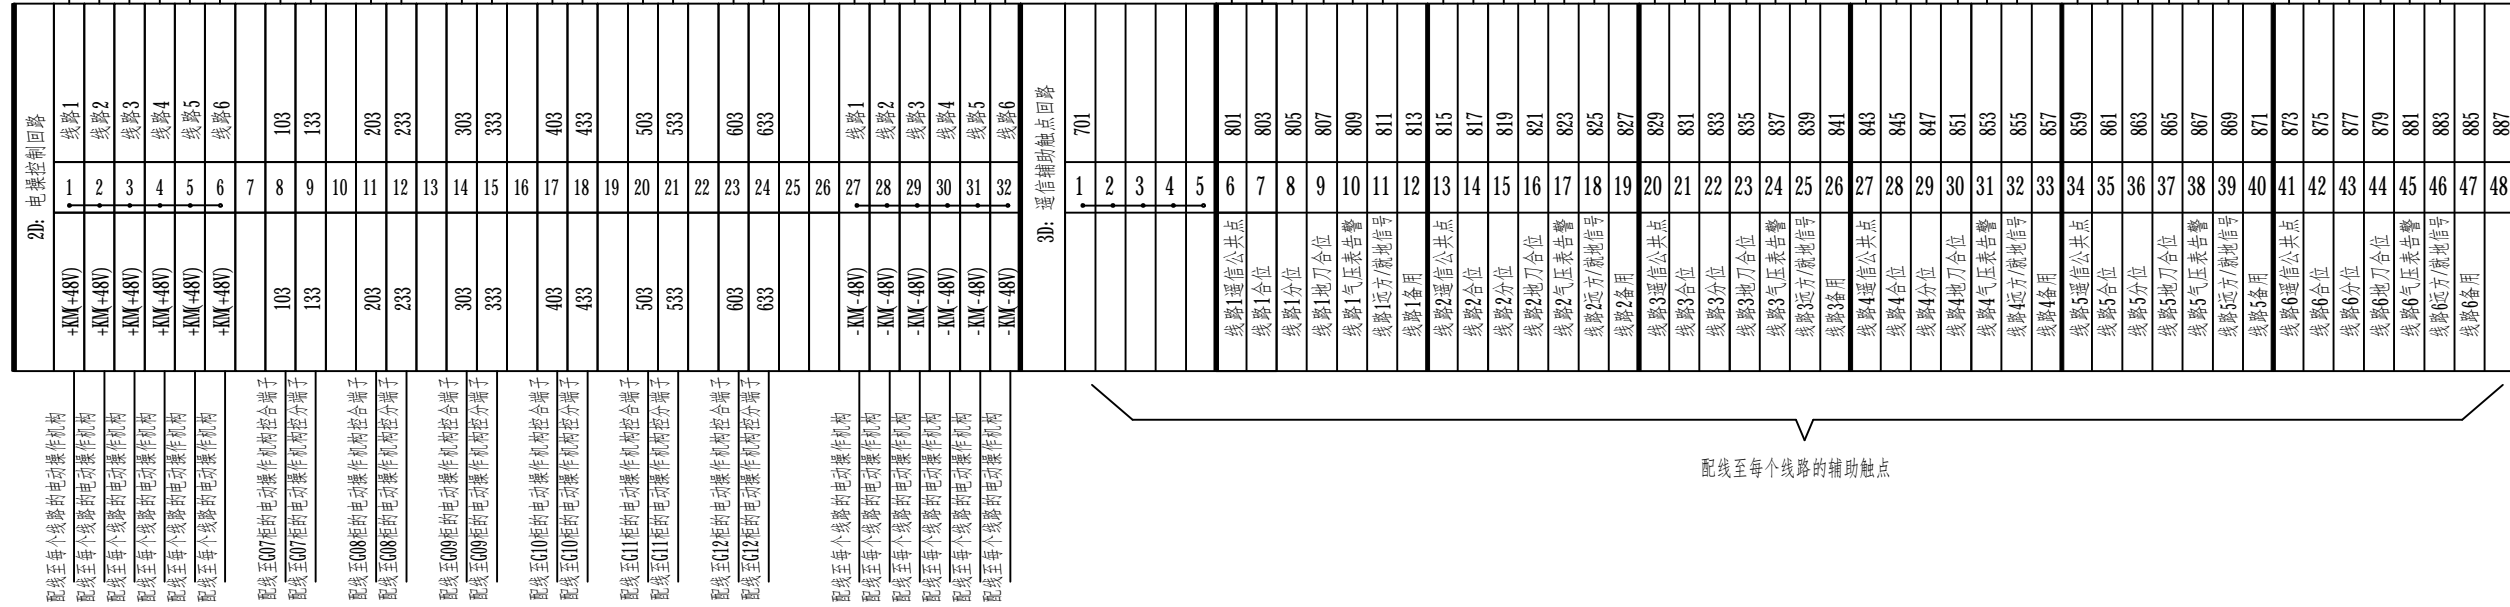 2D: 电操控制回路
+KM(+48V) 1 线路1
+KM(+48V) 2 线路2
+KM(+48V) 3 线路3
+KM(+48V) 4 线路4
+KM(+48V) 5 线路5
+KM(+48V) 6 线路6
7
103 8 103
133 9 133
10
203 11 203
233 12 233
13
303 14 303
333 15 333
16
403 17 403
433 18 433
19
503 20 503
533 21 533
22
603 23 603
633 24 633
25
26
-KM(-48V) 27 线路1
-KM(-48V) 28 线路2
-KM(-48V) 29 线路3
-KM(-48V) 30 线路4
-KM(-48V) 31 线路5
-KM(-48V) 32 线路6
3D: 遥信辅助触点回路
1 701
2
3
4
5
线路1遥信公共点 6 801
线路1合位 7 803
线路1分位 8 805
线路1地刀合位 9 807
线路1气压表告警 10 809
线路1远方/就地信号 11 811
线路1备用 12 813
线路2遥信公共点 13 815
线路2合位 14 817
线路2分位 15 819
线路2地刀合位 16 821
线路2气压表告警 17 823
线路2远方/就地信号 18 825
线路2备用 19 827
线路3遥信公共点 20 829
线路3合位 21 831
线路3分位 22 833
线路3地刀合位 23 835
线路3气压表告警 24 837
线路3远方/就地信号 25 839
线路3备用 26 841
线路4遥信公共点 27 843
线路4合位 28 845
线路4分位 29 847
线路4地刀合位 30 851
线路4气压表告警 31 853
线路4远方/就地信号 32 855
线路4备用 33 857
线路5遥信公共点 34 859
线路5合位 35 861
线路5分位 36 863
线路5地刀合位 37 865
线路5气压表告警 38 867
线路5远方/就地信号 39 869
线路5备用 40 871
线路6遥信公共点 41 873
线路6合位 42 875
线路6分位 43 877
线路6地刀合位 44 879
线路6气压表告警 45 881
线路6远方/就地信号 46 883
线路6备用 47 885
48 887
配线至每个线路的电动操作机构
配线至每个线路的电动操作机构
配线至每个线路的电动操作机构
配线至每个线路的电动操作机构
配线至每个线路的电动操作机构
配线至每个线路的电动操作机构
配线至G07柜的电动操作机构控合端子
配线至G07柜的电动操作机构控分端子
配线至G08柜的电动操作机构控合端子
配线至G08柜的电动操作机构控分端子
配线至G09柜的电动操作机构控合端子
配线至G09柜的电动操作机构控分端子
配线至G10柜的电动操作机构控合端子
配线至G10柜的电动操作机构控分端子
配线至G11柜的电动操作机构控合端子
配线至G11柜的电动操作机构控分端子
配线至G12柜的电动操作机构控合端子
配线至G12柜的电动操作机构控分端子
配线至每个线路的电动操作机构
配线至每个线路的电动操作机构
配线至每个线路的电动操作机构
配线至每个线路的电动操作机构
配线至每个线路的电动操作机构
配线至每个线路的电动操作机构
配线至每个线路的辅助触点